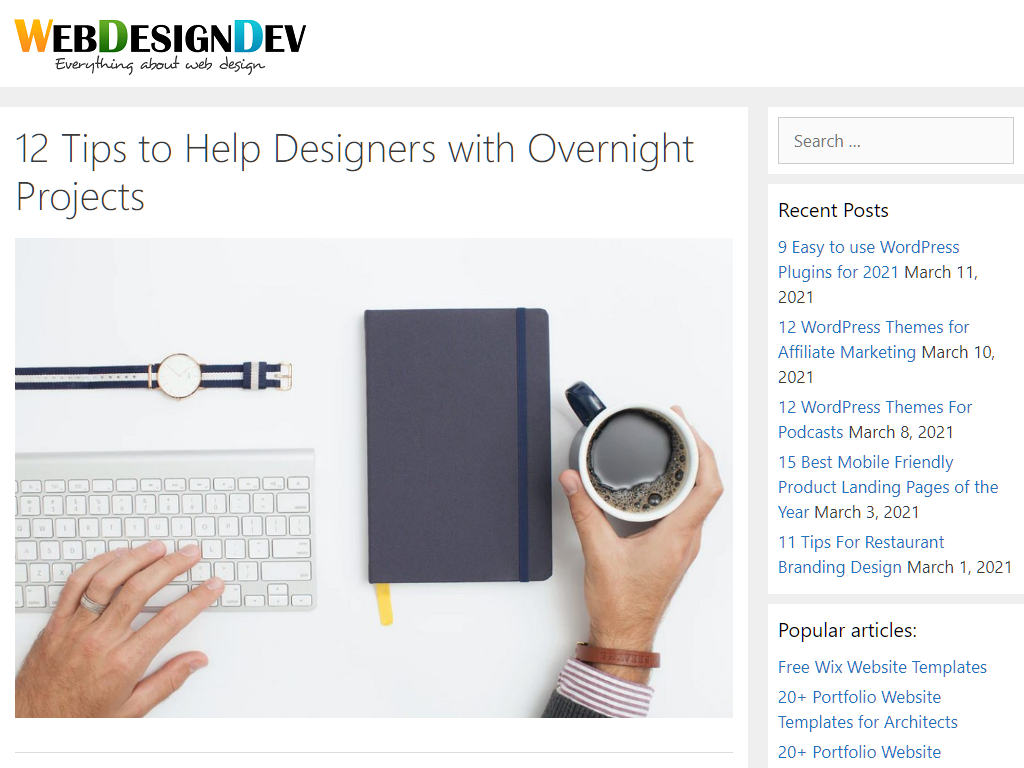 WEBDESIGNDEV
Everything about web design
12 Tips to Help Designers with Overnight
Projects
Search ...
Recent Posts
9 Easy to use WordPress
Plugins for 2021 March 11,
2021
12 WordPress Themes for
Affiliate Marketing March 10,
2021
12 WordPress Themes For
Podcasts March 8, 2021
15 Best Mobile Friendly
Product Landing Pages of the
Year March 3, 2021
11 Tips For Restaurant
Branding Design March 1, 2021
Popular articles:
Free Wix Website Templates
20+ Portfolio Website
Templates for Architects
20+ Portfolio Website